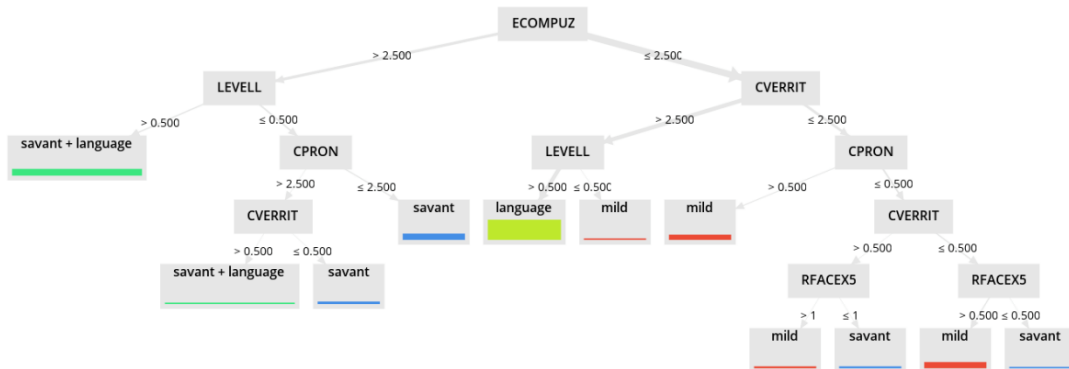 ECOMPUZ
> 2.500
≤ 2.500
LEVELL
CVERRIT
> 0.500
≤ 0.500
> 2.500
≤ 2.500
savant + language
CPRON
LEVELL
CPRON
> 2.500
≤ 2.500
> 0.500
≤ 0.500
> 0.500
≤ 0.500
CVERRIT
savant
language
mild
mild
CVERRIT
> 0.500
≤ 0.500
> 0.500
≤ 0.500
savant + language
savant
RFACEX5
RFACEX5
> 1
≤ 1
> 0.500
≤ 0.500
mild
savant
mild
savant